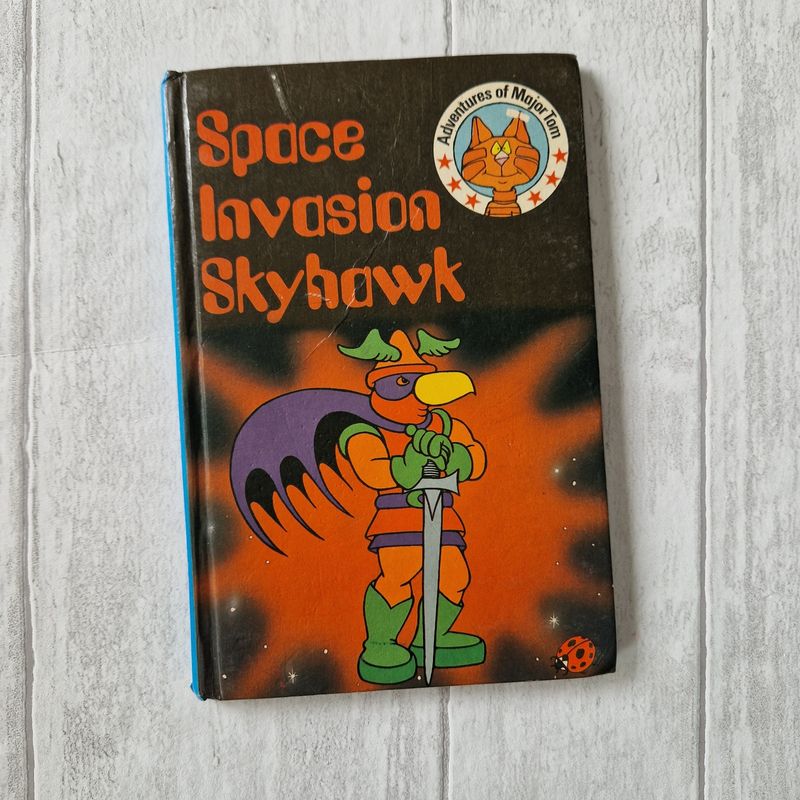 Space
Invasion
Skyhawk
Adventures of Major Tom